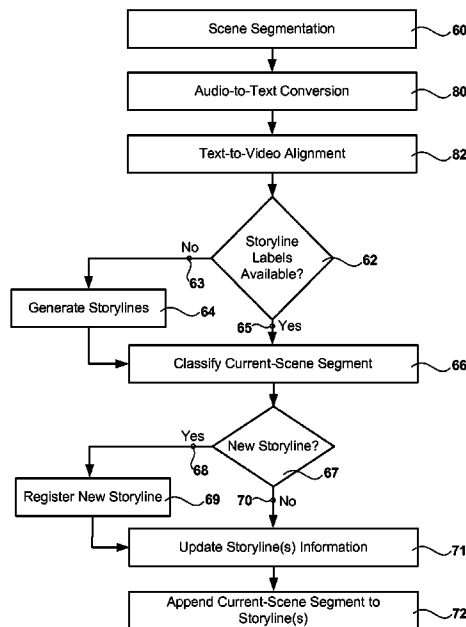 Scene Segmentation
60
Audio-to-Text Conversion
80
Text-to-Video Alignment
82
Storyline
Labels
Available?
62
No
63
Generate Storylines
64
65
Yes
Classify Current-Scene Segment
66
New Storyline?
67
Yes
68
Register New Storyline
69
70
No
Update Storyline(s) Information
71
Append Current-Scene Segment to
Storyline(s)
72